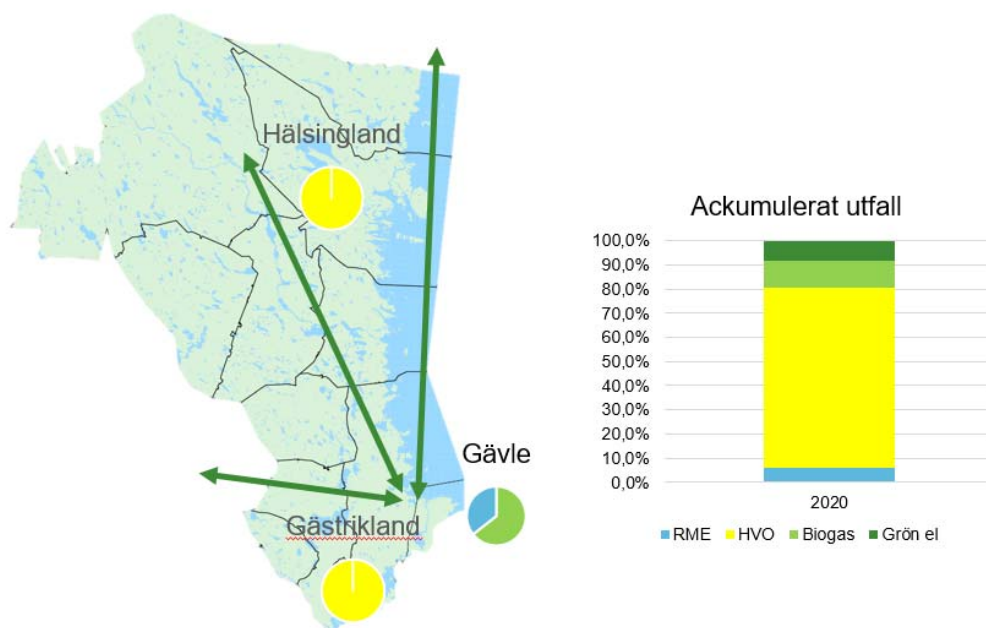 Hälsingland
Gävle
Gästrikland
Ackumulerat utfall
100,0%
90,0%
80,0%
70,0%
60,0%
50,0%
40,0%
30,0%
20,0%
10,0%
0,0%
2020
RME HVO Biogas Grön el